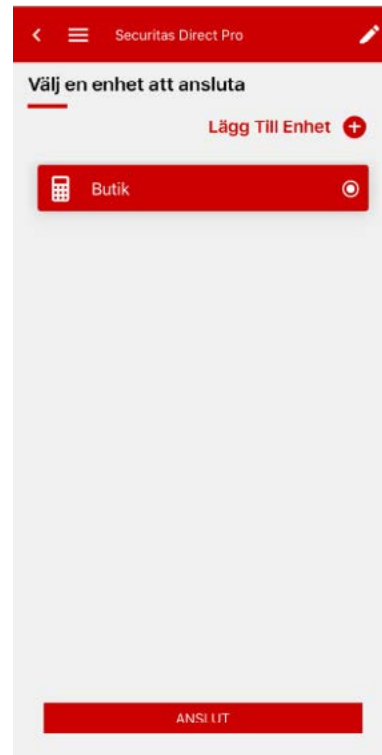 Securitas Direct Pro
Välj en enhet att ansluta
Lägg Till Enhet
Butik
ANSLUT